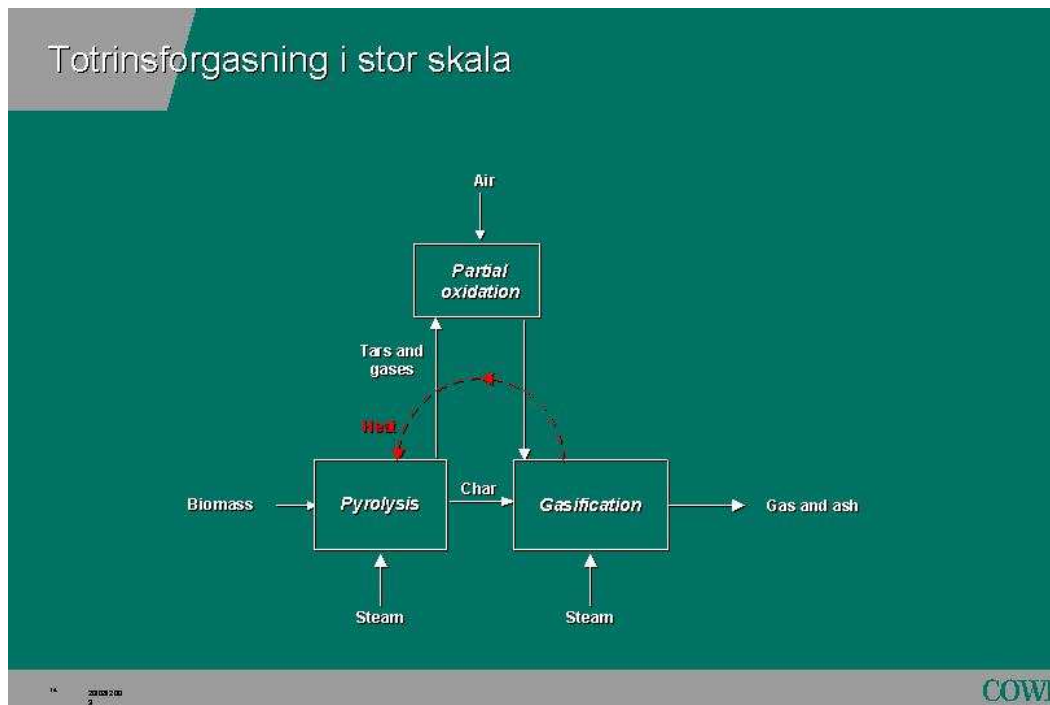 Totrinsforgasning i stor skala
Air
Partial
oxidation
Tars and
gases
Heat
Char
Biomass
Pyrolysis
Gasification
Gas and ash
Steam
Steam
14
COWI